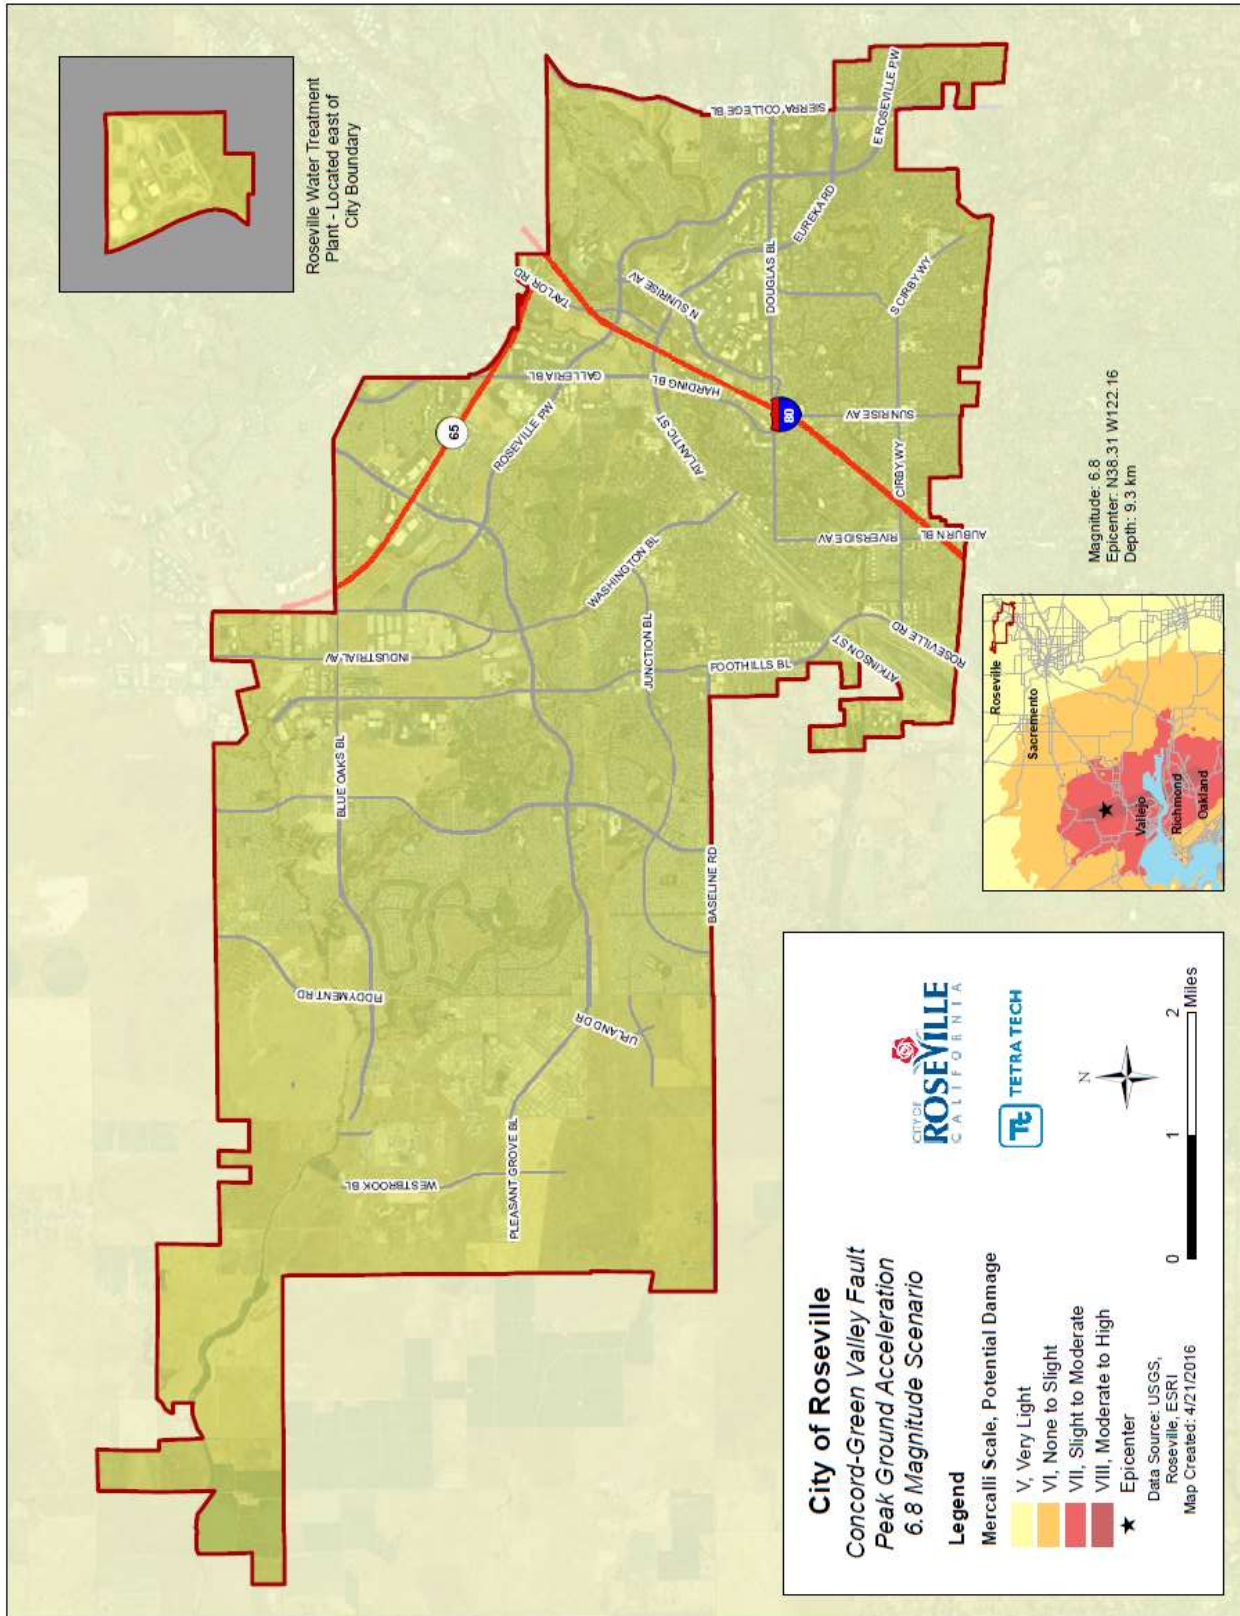 City of Roseville
Concord-Green Valley Fault
Peak Ground Acceleration
6.8 Magnitude Scenario
Legend
Mercalli Scale, Potential Damage
V, Very Light
VI, None to Slight
VII, Slight to Moderate
VIII, Moderate to High
Epicenter
Data Source: USGS,
Roseville, ESRI
Map Created: 4/21/2016
CITY OF
ROSEVILLE
CALIFORNIA
Tt TETRA TECH
N
0 1 2
Miles
Roseville
Sacramento
Vallejo
Richmond
Oakland
Magnitude: 6.8
Epicenter: N38.31 W122.16
Depth: 9.3 km
Roseville Water Treatment
Plant - Located east of
City Boundary
WESTBROOK BL
PLEASANT GROVE BL
FIDDYMENT RD
UPLAND DR
BLUE OAKS BL
BASELINE RD
INDUSTRIAL AV
JUNCTION BL
FOOTHILLS BL
WASHINGTON BL
ATKINSON ST
ROSEVILLE RD
65
ROSEVILLE PW
GALLERIA BL
TAYLOR RD
HARDING BL
ATLANTIC ST
N SUNRISE AV
80
RIVERSIDE AV
AUBURN BL
CIRBY WY
SUNRISE AV
S CIRBY WY
DOUGLAS BL
EUREKA RD
SIERRA COLLEGE BL
E ROSEVILLE PW